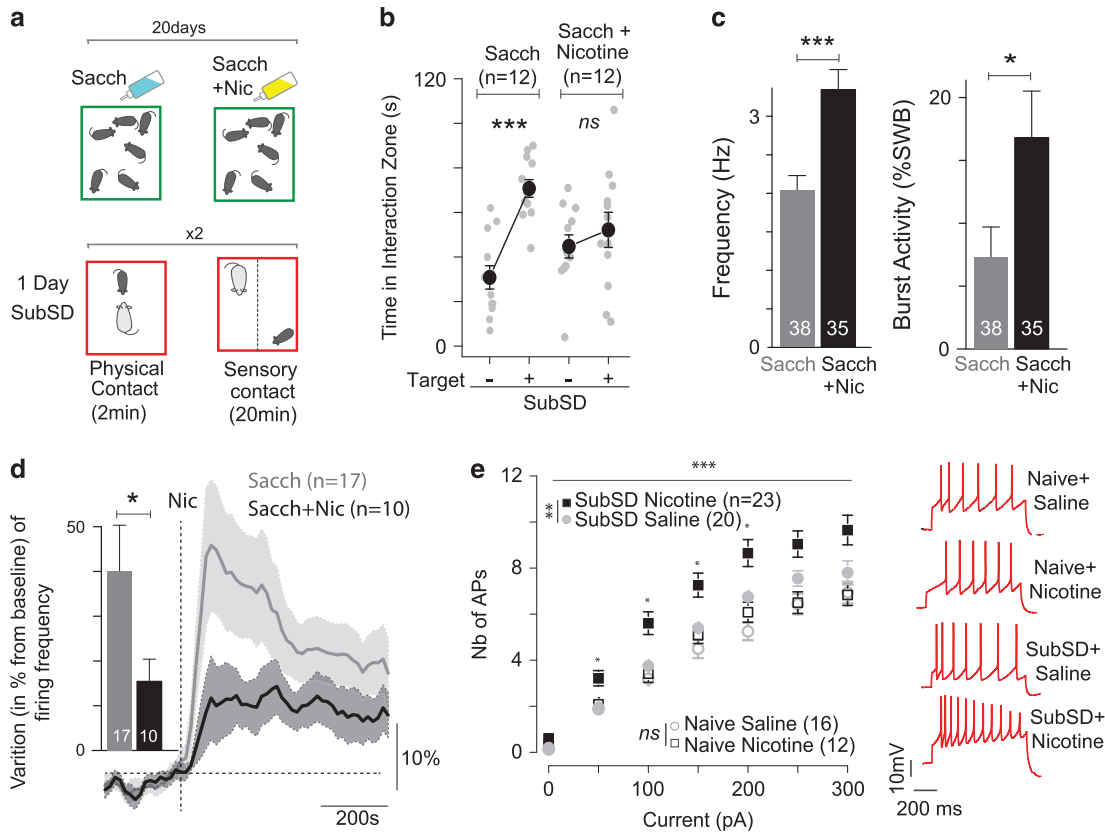 a
20days
Sacch
Sacch
+Nic
x2
1 Day
SubSD
Physical
Contact
(2min)
Sensory
contact
(20min)
b
Sacch
(n=12)
Sacch +
Nicotine
(n=12)
120
***
ns
Time in Interaction Zone (s)
0
Target
- + - +
SubSD
c
***
3
Frequency (Hz)
0
38
35
Sacch
Sacch
+Nic
*
20
Burst Activity (%SWB)
0
38
35
Sacch
Sacch
+Nic
d
Sacch (n=17)
Sacch+Nic (n=10)
Nic
*
50
0
17
10
Varition (in % from baseline) of
firing frequency
10%
200s
e
***
12
8
4
0
Nb of APs
**
SubSD Nicotine (n=23)
SubSD Saline (20)
* * * *
ns
Naive Saline (16)
Naive Nicotine (12)
0 100 200 300
Current (pA)
Naive+
Saline
Naive+
Nicotine
SubSD+
Saline
SubSD+
Nicotine
10mV
200 ms